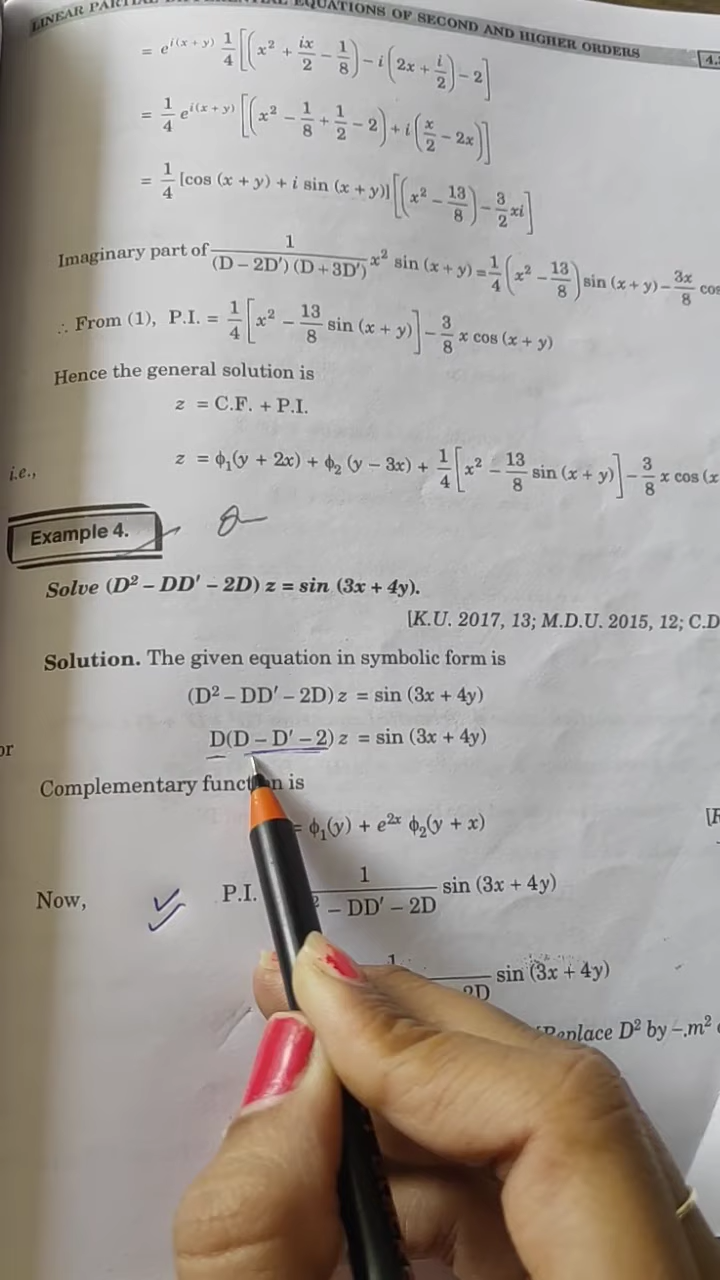 LINEAR PARTIAL DIFFERENTIAL EQUATIONS OF SECOND AND HIGHER ORDERS
= e^{i(x + y)} 1/4 [(x² + ix/2 − 1/8) − i (2x + i/2) − 2]
= 1/4 e^{i(x + y)} [(x² − 1/8 + 1/2 − 2) + i (x/2 − 2x)]
= 1/4 [cos (x + y) + i sin (x + y)] [(x² − 13/8) − 3/2 xi]
Imaginary part of 1/((D − 2D′) (D + 3D′)) x² sin (x + y) = 1/4 (x² − 13/8) sin (x + y) − 3x/8 cos
∴ From (1), P.I. = 1/4 [x² − 13/8 sin (x + y)] − 3/8 x cos (x + y)
Hence the general solution is
z = C.F. + P.I.
i.e., z = ϕ₁(y + 2x) + ϕ₂ (y − 3x) + 1/4 [x² − 13/8 sin (x + y)] − 3/8 x cos (x
Example 4.
Solve (D² − DD′ − 2D) z = sin (3x + 4y).
[K.U. 2017, 13; M.D.U. 2015, 12; C.D
Solution. The given equation in symbolic form is
(D² − DD′ − 2D) z = sin (3x + 4y)
or D(D − D′ − 2) z = sin (3x + 4y)
Complementary function is
= ϕ₁(y) + e^{2x} ϕ₂(y + x)
Now, P.I. 1/(² − DD′ − 2D) sin (3x + 4y)
1/(2D) sin (3x + 4y)
Replace D² by −m²